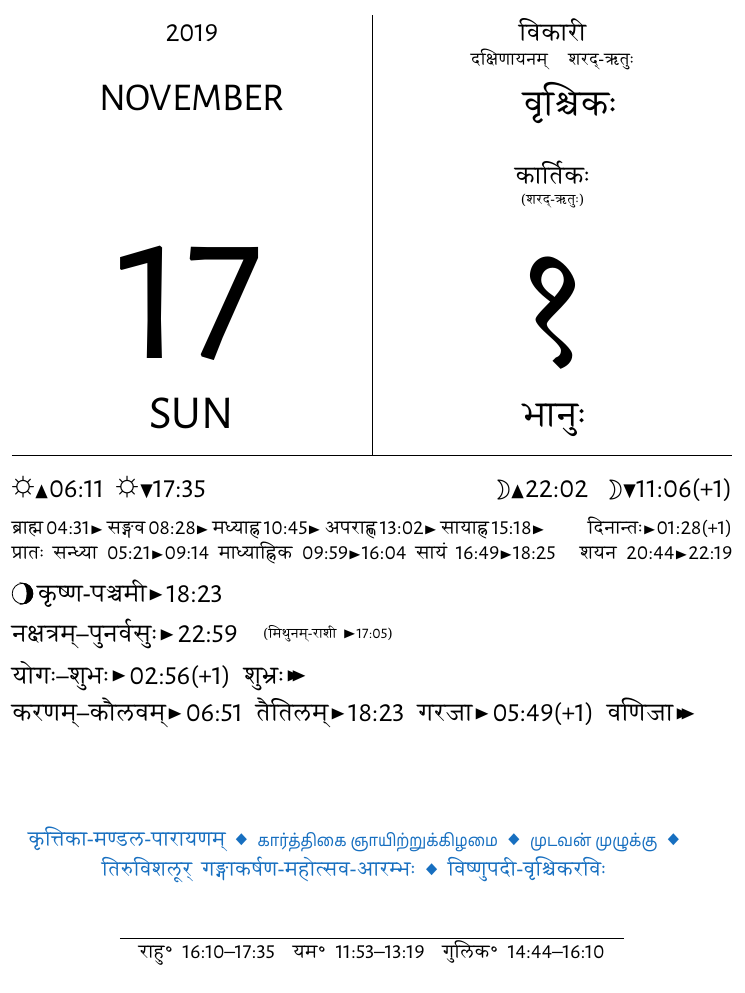 2019
NOVEMBER
17
SUN
विकारी
दक्षिणायनम् शरद्-ऋतुः
वृश्चिकः
कार्तिकः
(शरद्-ऋतुः)
१
भानुः
☼▲06:11 ☼▼17:35 ☽▲22:02 ☽▼11:06(+1)
ब्राह्म 04:31► सङ्गव 08:28► मध्याह्न 10:45► अपराह्ण 13:02► सायाह्न 15:18► दिनान्तः►01:28(+1)
प्रातः सन्ध्या 05:21►09:14 माध्याह्निक 09:59►16:04 सायं 16:49►18:25 शयन 20:44►22:19
कृष्ण-पञ्चमी►18:23
नक्षत्रम्–पुनर्वसुः►22:59 (मिथुनम्-राशी ►17:05)
योगः–शुभः►02:56(+1) शुभ्रः►►
करणम्–कौलवम्►06:51 तैतिलम्►18:23 गरजा►05:49(+1) वणिजा►►
कृत्तिका-मण्डल-पारायणम् ◆ கார்த்திகை ஞாயிற்றுக்கிழமை ◆ முடவன் முழுக்கு ◆
तिरुविशलूर् गङ्गाकर्षण-महोत्सव-आरम्भः ◆ विष्णुपदी-वृश्चिकरविः
राहु° 16:10–17:35 यम° 11:53–13:19 गुलिक° 14:44–16:10